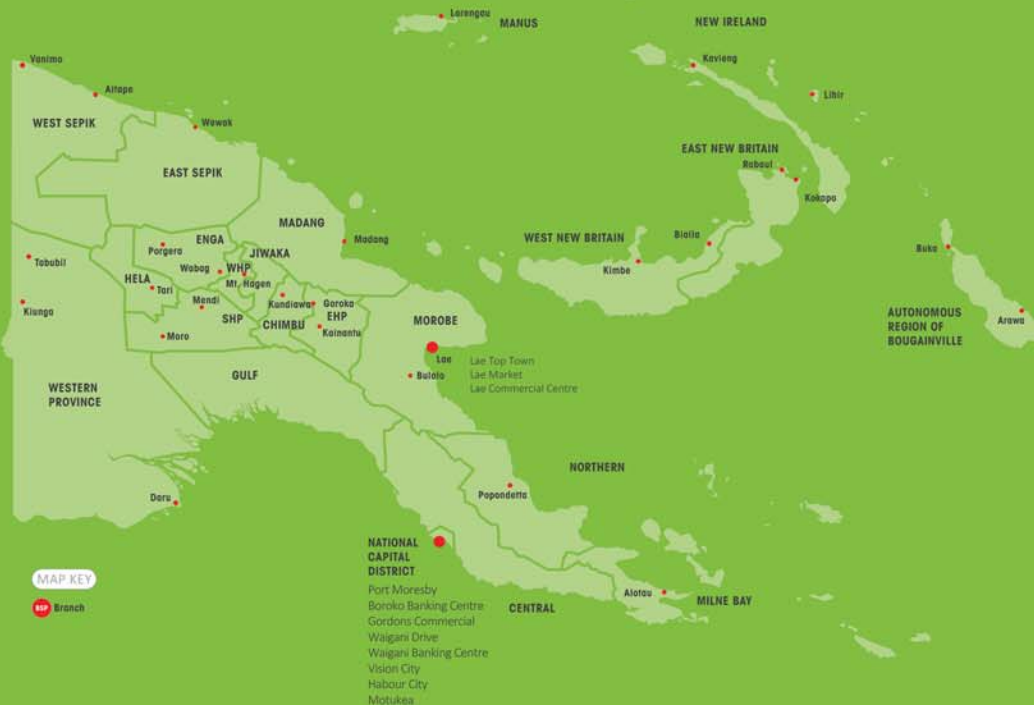 Lorengau
MANUS
NEW IRELAND
Kavieng
Lihir
Vanimo
Aitape
WEST SEPIK
Wewak
EAST SEPIK
EAST NEW BRITAIN
Rabaul
Kokopo
MADANG
Madang
ENGA
Porgera
JIWAKA
Wabag
WHP
Mt. Hagen
WEST NEW BRITAIN
Bialla
Kimbe
Buka
Tabubil
HELA
Tari
Mendi
Kundiawa
Goroka
EHP
Kiunga
SHP
CHIMBU
Kainantu
Moro
MOROBE
Arawa
AUTONOMOUS
REGION OF
BOUGAINVILLE
Lae
Lae Top Town
Lae Market
Lae Commercial Centre
Bulolo
GULF
WESTERN
PROVINCE
NORTHERN
Daru
Popondetta
NATIONAL
CAPITAL
DISTRICT
Port Moresby
Boroko Banking Centre
Gordons Commercial
Waigani Drive
Waigani Banking Centre
Vision City
Habour City
Motukea
CENTRAL
Alotau
MILNE BAY
MAP KEY
BSP Branch